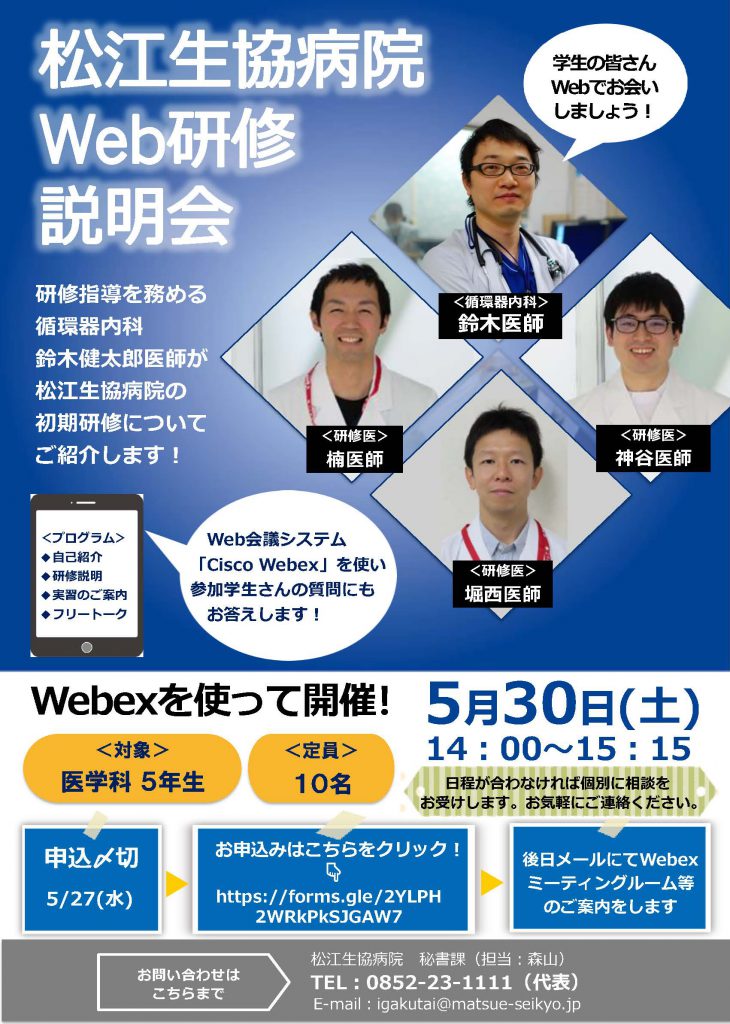 松江生協病院
Web研修
説明会
学生の皆さん
Webでお会い
しましょう！
研修指導を務める
循環器内科
鈴木健太郎医師が
松江生協病院の
初期研修について
ご紹介します！
＜循環器内科＞
鈴木医師
＜研修医＞
楠医師
＜研修医＞
神谷医師
＜研修医＞
堀西医師
＜プログラム＞
◆自己紹介
◆研修説明
◆実習のご案内
◆フリートーク
Web会議システム
「Cisco Webex」を使い
参加学生さんの質問にも
お答えします！
Webexを使って開催!
5月30日(土)
14：00～15：15
＜対象＞
医学科 5年生
＜定員＞
10名
日程が合わなければ個別に相談を
お受けします。お気軽にご連絡ください。
申込〆切
5/27(水)
お申込みはこちらをクリック！
https://forms.gle/2YLPH
2WRkPkSJGAW7
後日メールにてWebex
ミーティングルーム等
のご案内をします
お問い合わせは
こちらまで
松江生協病院　秘書課（担当：森山）
TEL：0852-23-1111（代表）
E-mail：igakutai@matsue-seikyo.jp